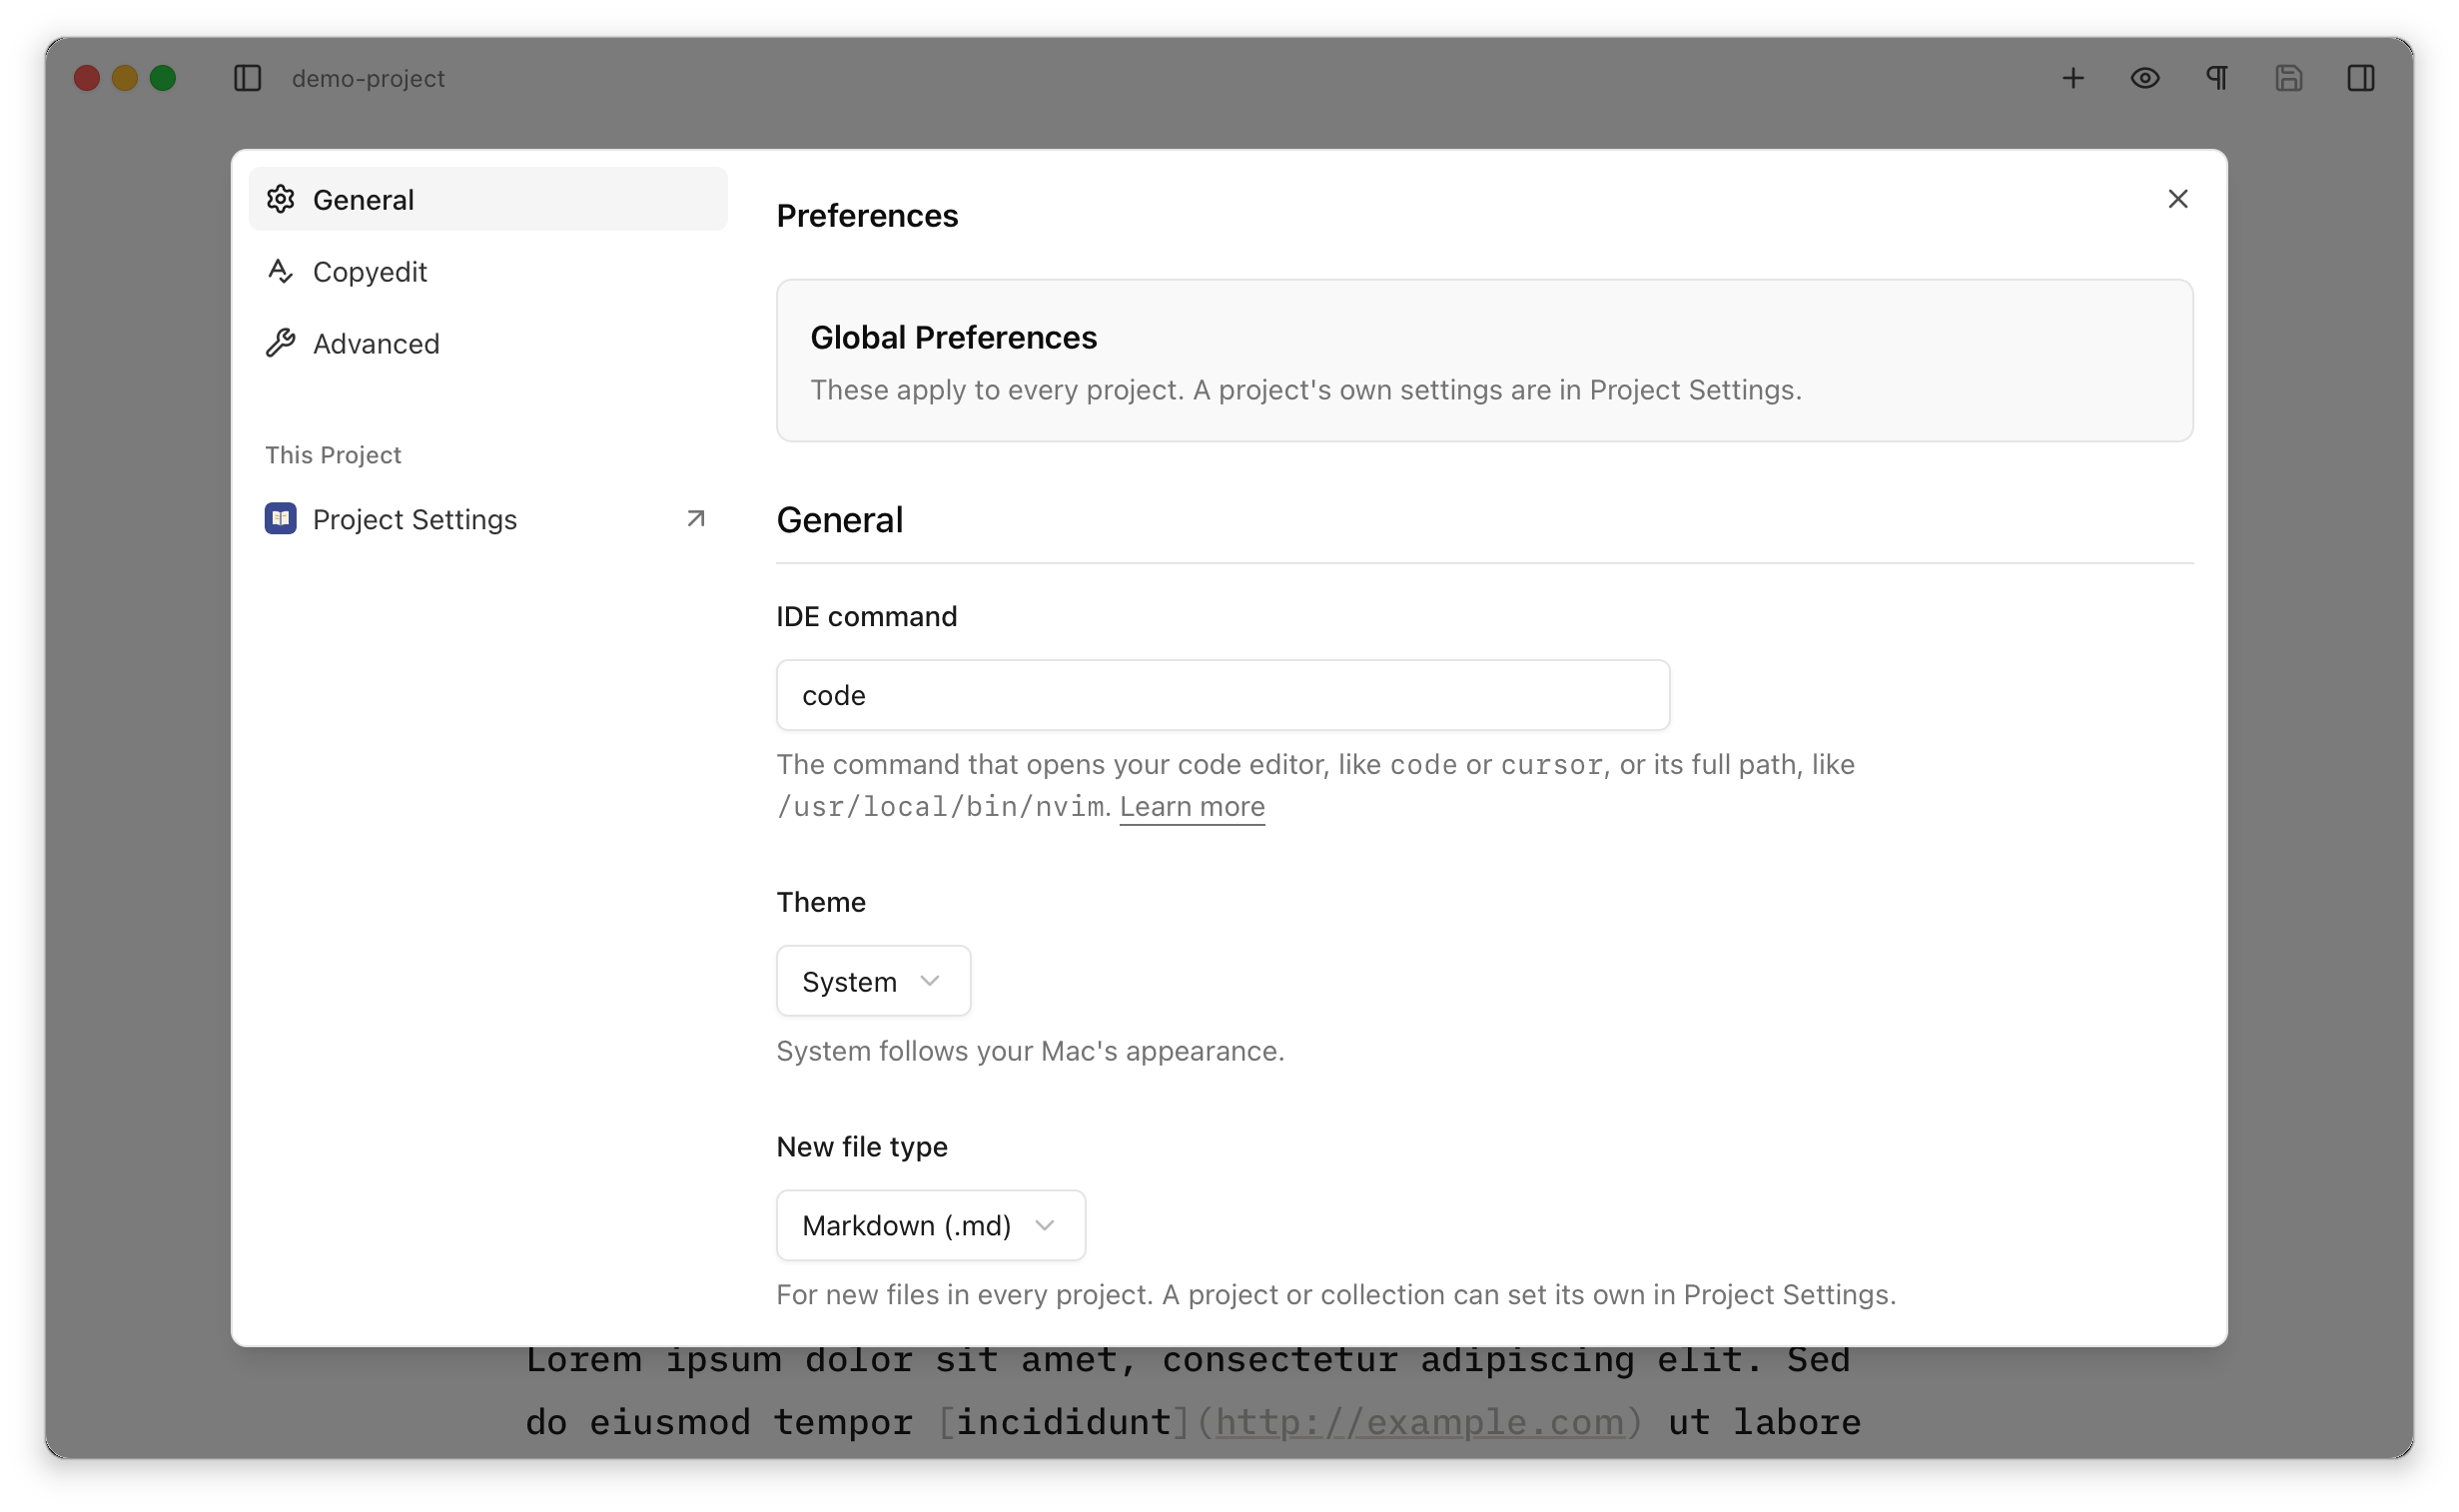 demo-project
General
Copyedit
Advanced
This Project
Project Settings
Preferences
Global Preferences
These apply to every project. A project's own settings are in Project Settings.
General
IDE command
code
The command that opens your code editor, like code or cursor, or its full path, like
/usr/local/bin/nvim. Learn more
Theme
System
System follows your Mac's appearance.
New file type
Markdown (.md)
For new files in every project. A project or collection can set its own in Project Settings.
Lorem ipsum dolor sit amet, consectetur adipiscing elit. Sed
do eiusmod tempor [incididunt](http://example.com) ut labore